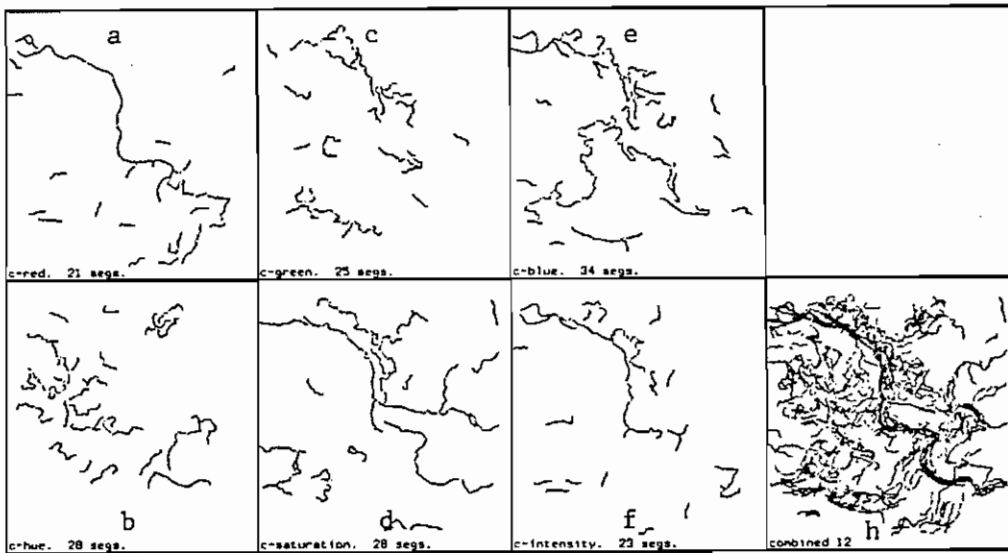 a
c
e
c-red. 21 segs.
c-green. 25 segs.
c-blue. 34 segs.
b
d
f
h
c-hue. 28 segs.
c-saturation. 28 segs.
c-intensity. 23 segs.
combined 12